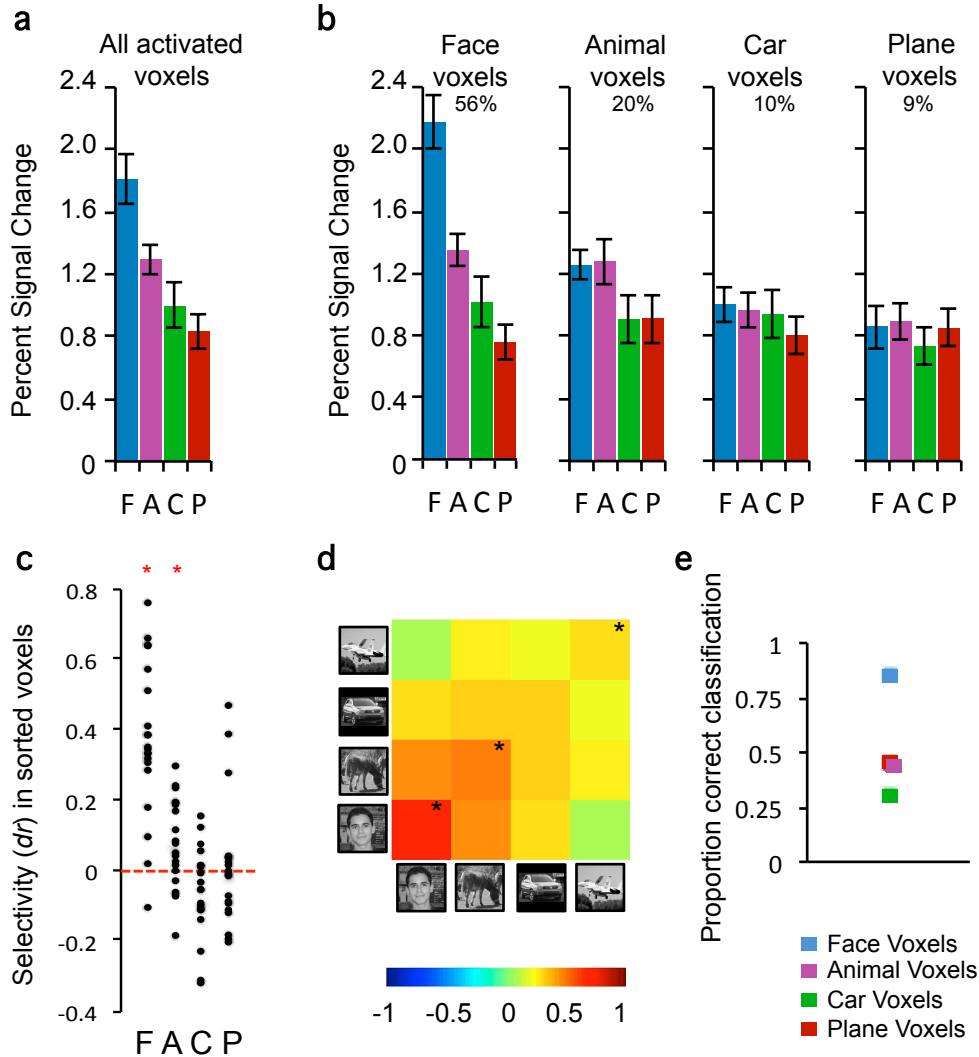 a
All activated
voxels
Percent Signal Change
2.4
2.0
1.6
1.2
0.8
0.4
0
F A C P
b
Face
voxels
56%
Animal
voxels
20%
Car
voxels
10%
Plane
voxels
9%
Percent Signal Change
2.4
2.0
1.6
1.2
0.8
0.4
0
F A C P
F A C P
F A C P
F A C P
c
* *
Selectivity (dr) in sorted voxels
0.8
0.6
0.4
0.2
0
-0.2
-0.4
F A C P
d
*
*
*
-1 -0.5 0 0.5 1
e
Proportion correct classification
1
0.75
0.5
0.25
0
Face Voxels
Animal Voxels
Car Voxels
Plane Voxels